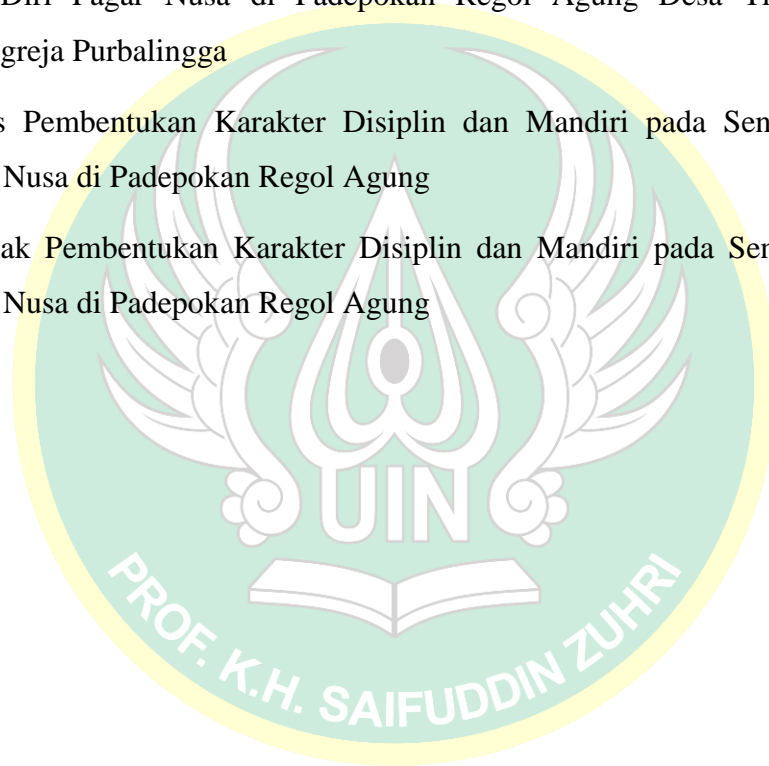 Diri Pagar Nusa di Padepokan Regol Agung Desa
greja Purbalingga
s Pembentukan Karakter Disiplin dan Mandiri pada Sen
Nusa di Padepokan Regol Agung
ak Pembentukan Karakter Disiplin dan Mandiri pada Sen
Nusa di Padepokan Regol Agung
UIN
PROF. K.H. SAIFUDDIN ZUHRI